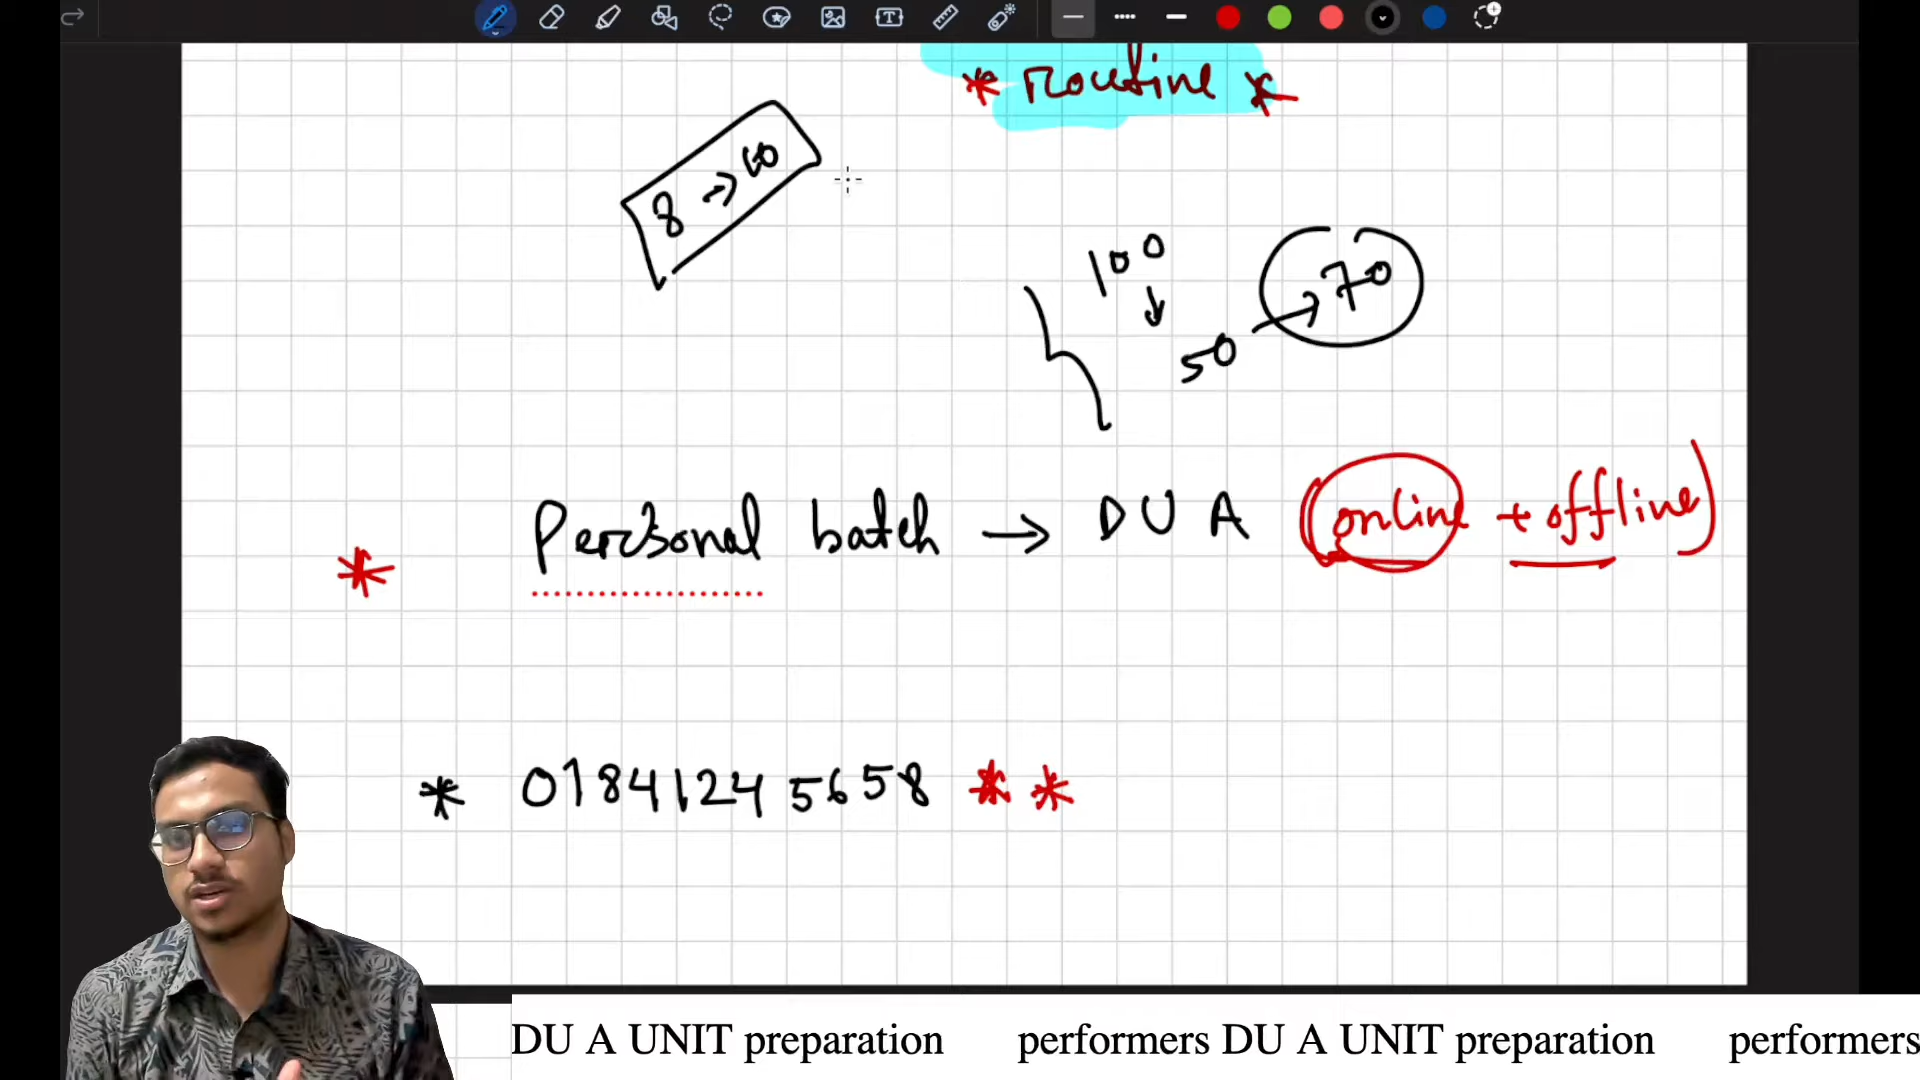 * routine *
8 → 10
100
↓
50 → 70
* Personal batch → DU A (online + offline)
* 01841245658 * *
DU A UNIT preparation performers DU A UNIT preparation performers